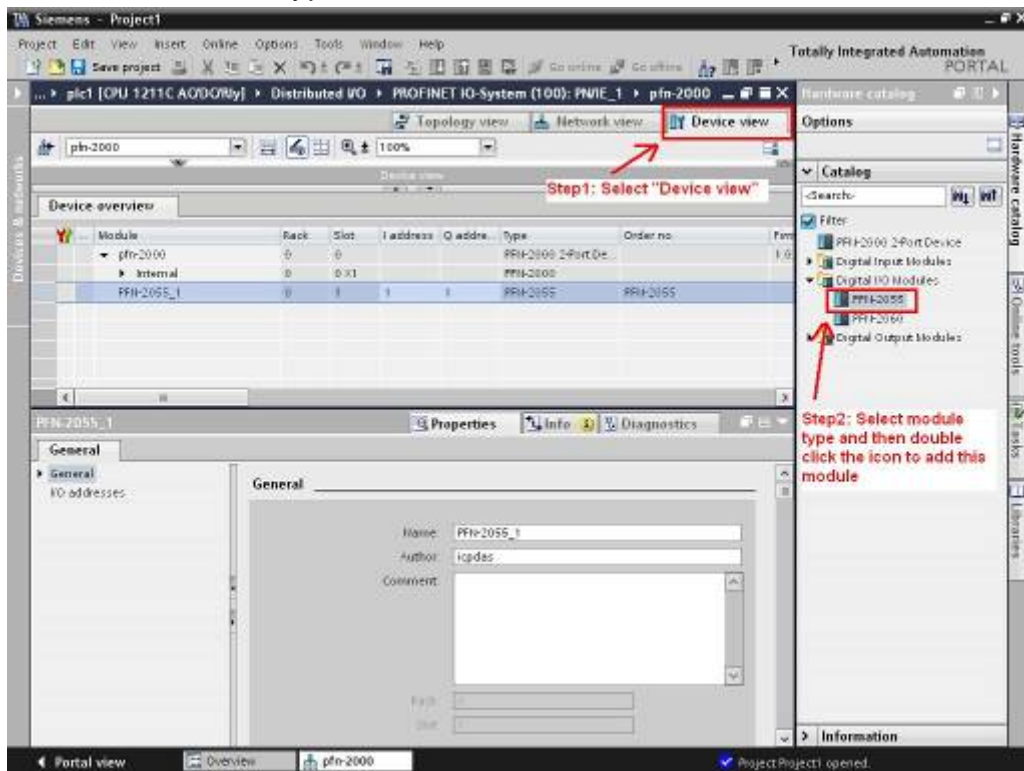 Siemens - Project1
Project Edit View Insert Online Options Tools Window Help
Totally Integrated Automation
PORTAL
Save project Go online Go offline
... plc1 [CPU 1211C AC/DC/Rly] Distributed I/O PROFINET IO-System (100): PN/IE_1 pfn-2000
Hardware catalog
Topology view Network view Device view
Options
pfn-2000 100%
Device view
Step1: Select "Device view"
Catalog
<Search>
Filter
PFN-2000 2-Port Device
Digital Input Modules
Digital I/O Modules
PFN-2055
PFN-2060
Digital Output Modules
Device overview
Module Rack Slot I address Q addre... Type Order no.
pfn-2000 0 0 PFN-2000 2-Port De...
Internal 0 0 X1 PFN-2000
PFN-2055_1 0 1 1 1 PFN-2055 PFN-2055
Step2: Select module
type and then double
click the icon to add this
module
PFN-2055_1
Properties Info Diagnostics
General
General
I/O addresses
General
Name: PFN-2055_1
Author: icpdas
Comment:
Rack:
Slot:
Information
Devices & networks
Hardware catalog
Online tools
Tasks
Libraries
Portal view Overview pfn-2000
Project Project1 opened.